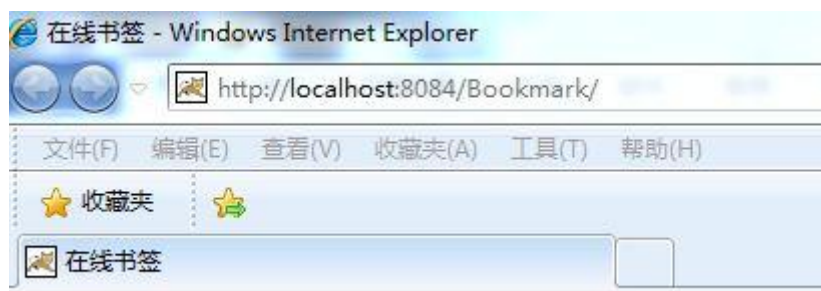 在线书签 - Windows Internet Explorer
http://localhost:8084/Bookmark/
文件(F) 编辑(E) 查看(V) 收藏夹(A) 工具(T) 帮助(H)
收藏夹
在线书签